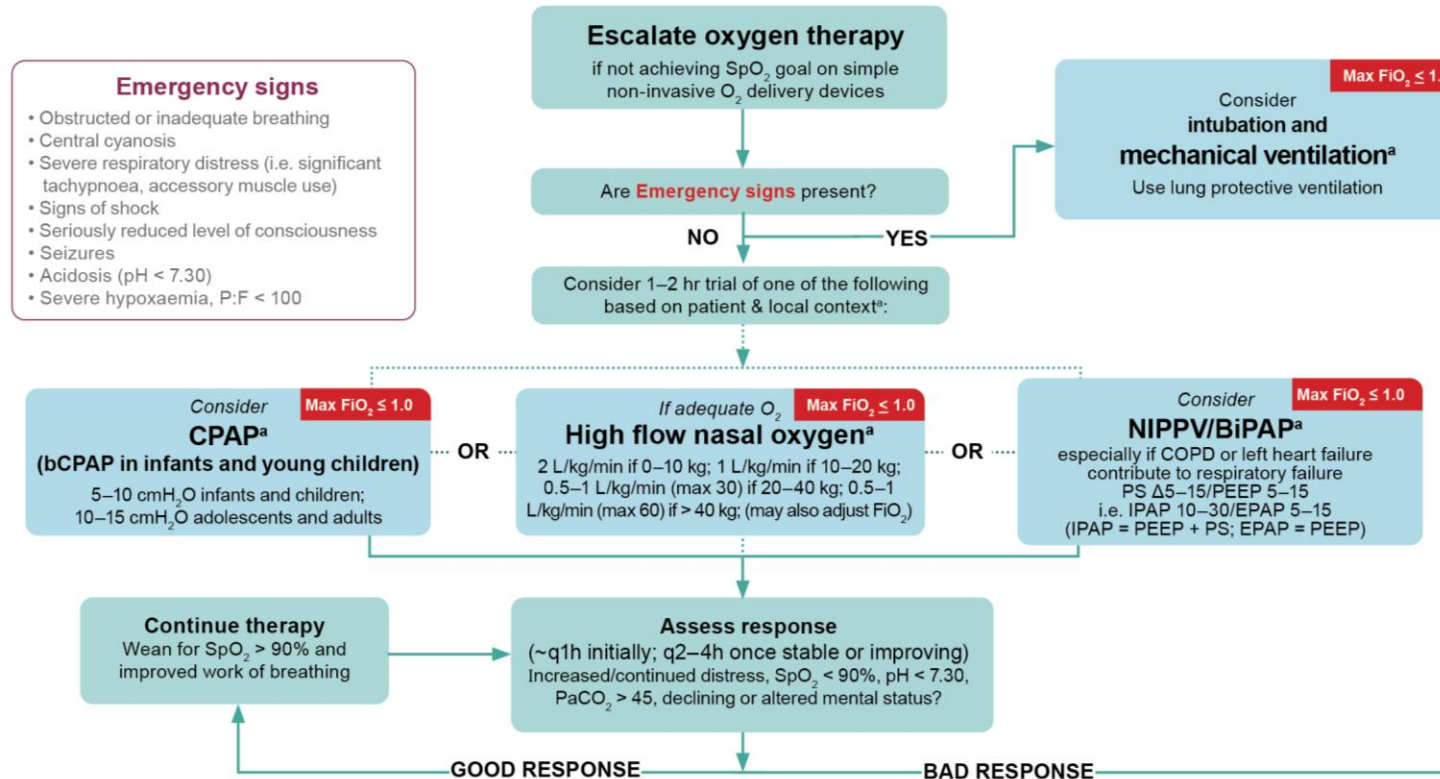 Escalate oxygen therapy
if not achieving SpO₂ goal on simple
non-invasive O₂ delivery devices
Emergency signs
• Obstructed or inadequate breathing
• Central cyanosis
• Severe respiratory distress (i.e. significant
tachypnoea, accessory muscle use)
• Signs of shock
• Seriously reduced level of consciousness
• Seizures
• Acidosis (pH < 7.30)
• Severe hypoxaemia, P:F < 100
Max FiO₂ ≤ 1.
Consider
intubation and
mechanical ventilationᵃ
Use lung protective ventilation
Are Emergency signs present?
NO
YES
Consider 1–2 hr trial of one of the following
based on patient & local contextᵃ:
Max FiO₂ ≤ 1.0
Consider
CPAPᵃ
(bCPAP in infants and young children)
5–10 cmH₂O infants and children;
10–15 cmH₂O adolescents and adults
OR
Max FiO₂ ≤ 1.0
If adequate O₂
High flow nasal oxygenᵃ
2 L/kg/min if 0–10 kg; 1 L/kg/min if 10–20 kg;
0.5–1 L/kg/min (max 30) if 20–40 kg; 0.5–1
L/kg/min (max 60) if > 40 kg; (may also adjust FiO₂)
OR
Max FiO₂ ≤ 1.0
Consider
NIPPV/BiPAPᵃ
especially if COPD or left heart failure
contribute to respiratory failure
PS Δ5–15/PEEP 5–15
i.e. IPAP 10–30/EPAP 5–15
(IPAP = PEEP + PS; EPAP = PEEP)
Continue therapy
Wean for SpO₂ > 90% and
improved work of breathing
Assess response
(~q1h initially; q2–4h once stable or improving)
Increased/continued distress, SpO₂ < 90%, pH < 7.30,
PaCO₂ > 45, declining or altered mental status?
GOOD RESPONSE
BAD RESPONSE